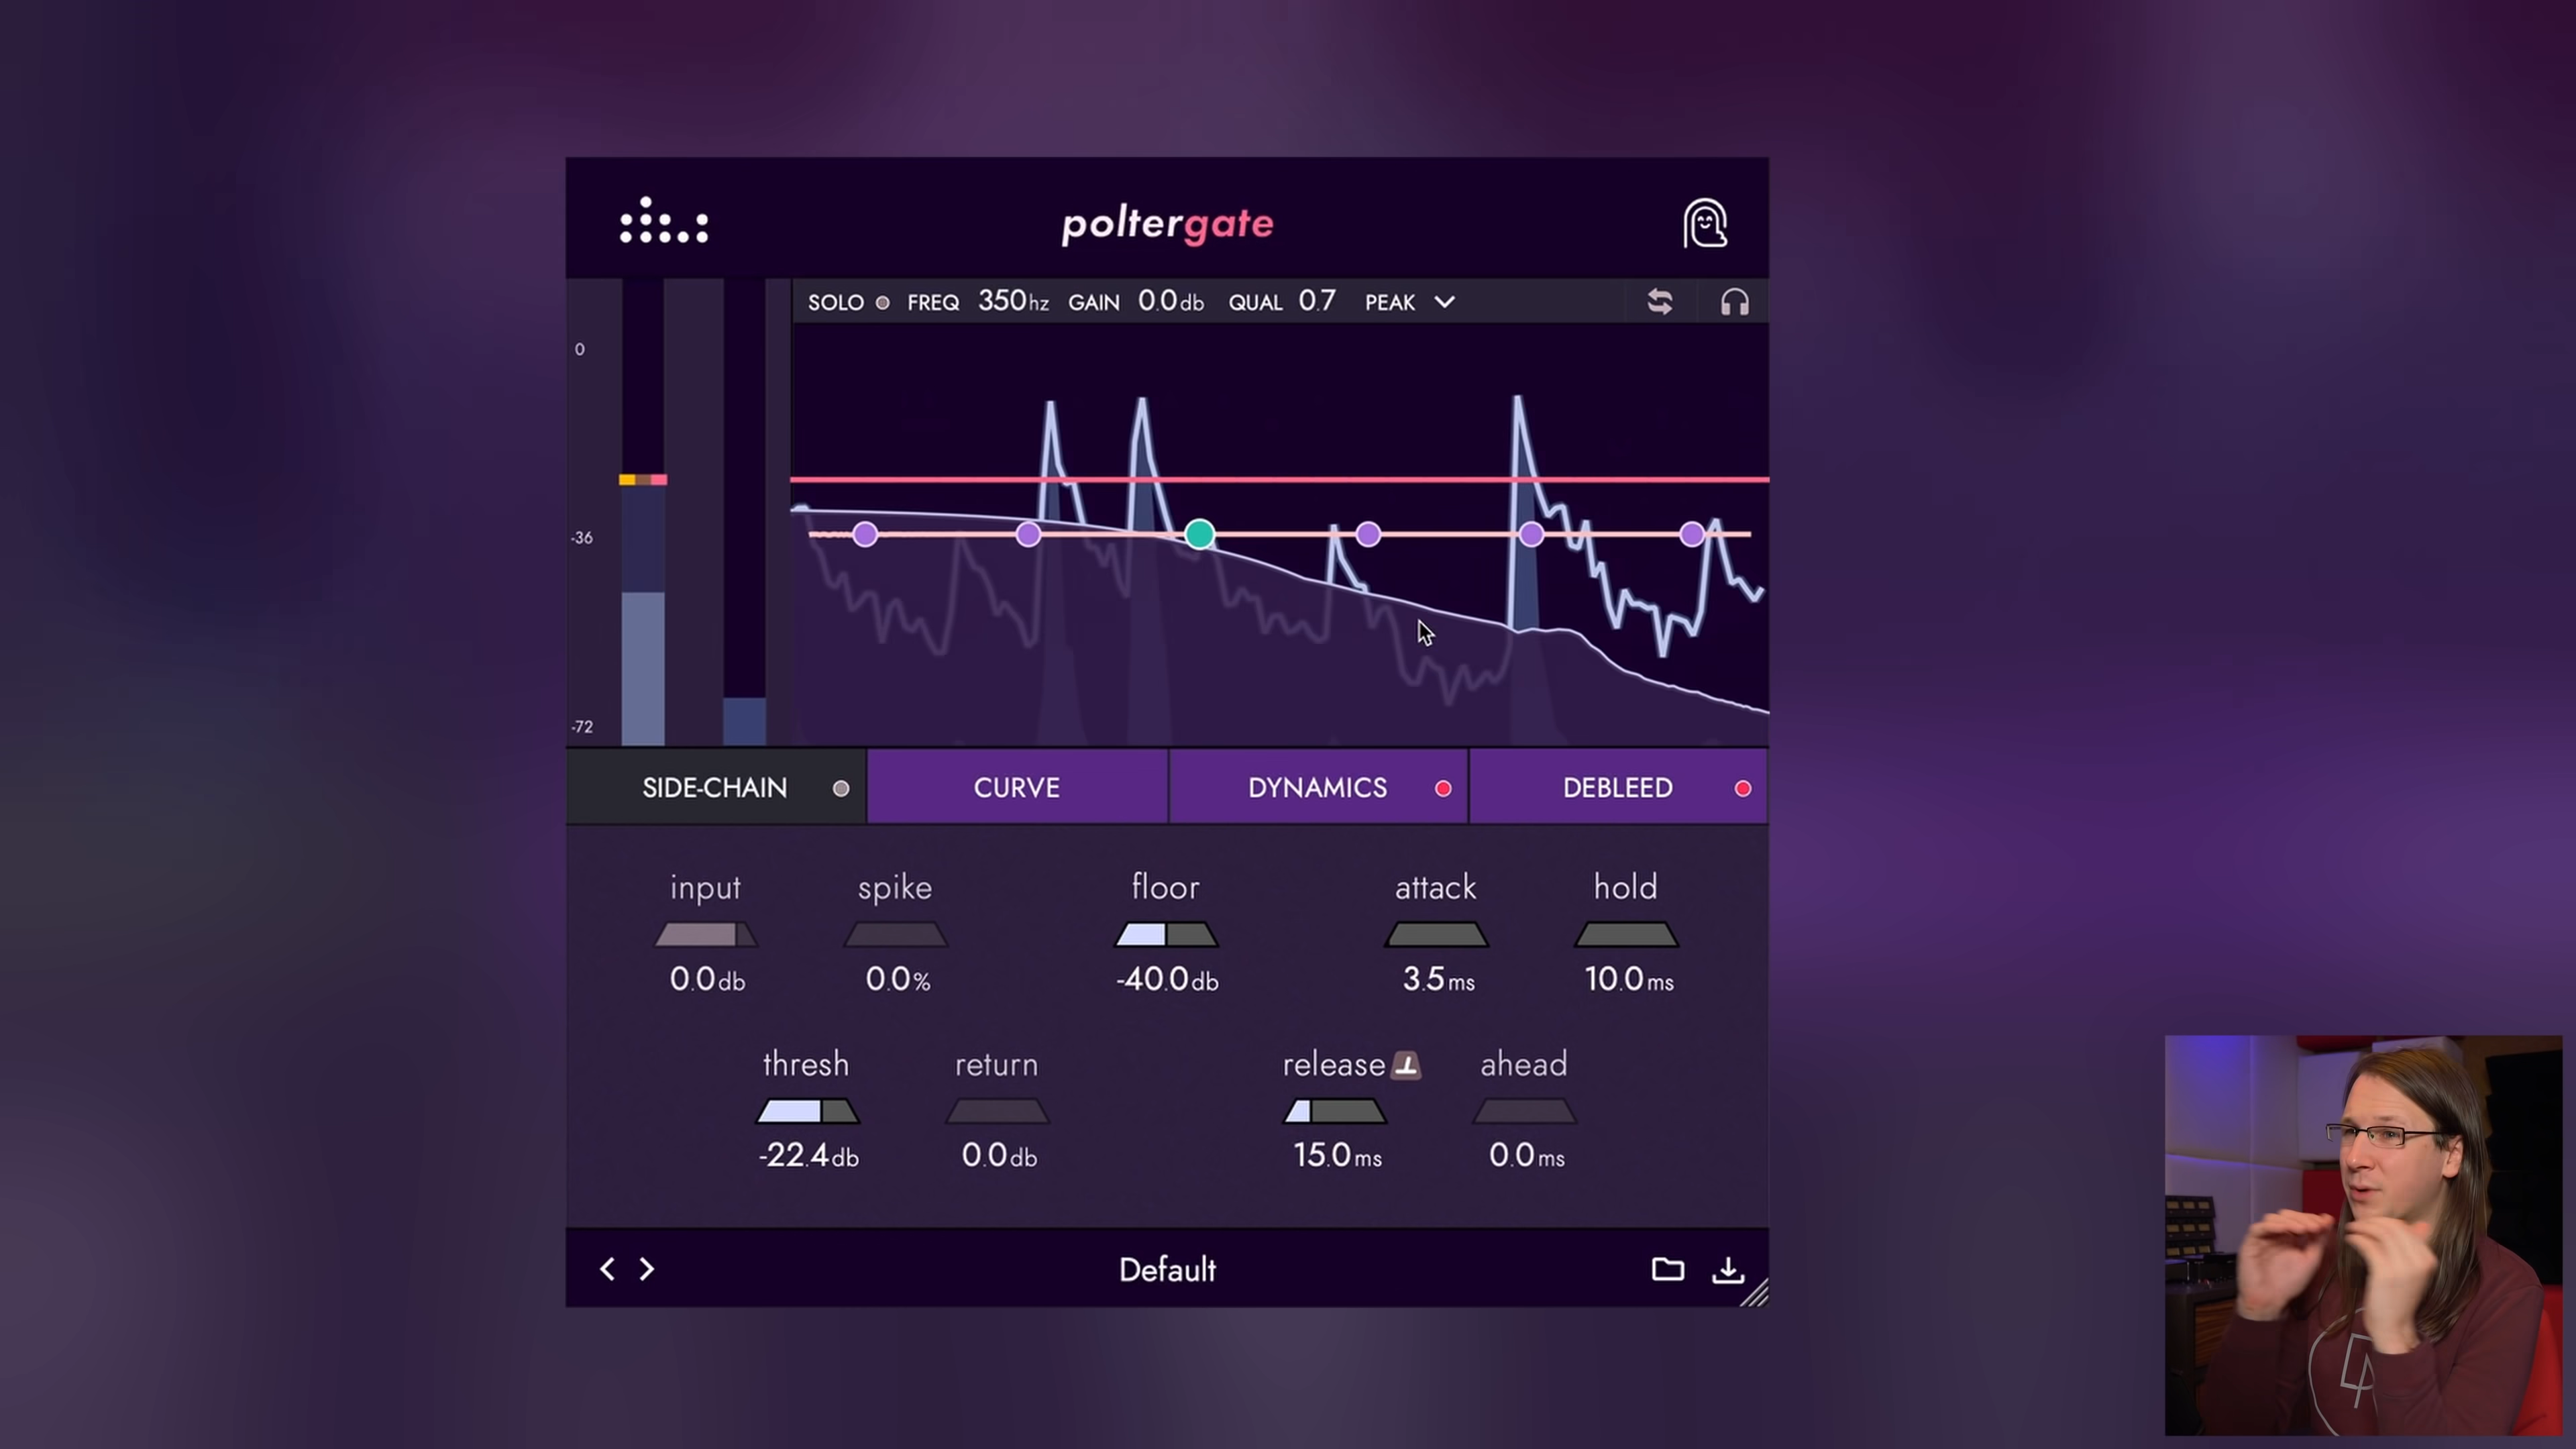 poltergate
SOLO FREQ 350hz GAIN 0.0db QUAL 0.7 PEAK
0
-36
-72
SIDE-CHAIN CURVE DYNAMICS DEBLEED
input spike floor attack hold
0.0db 0.0% -40.0db 3.5ms 10.0ms
thresh return release ahead
-22.4db 0.0db 15.0ms 0.0ms
Default